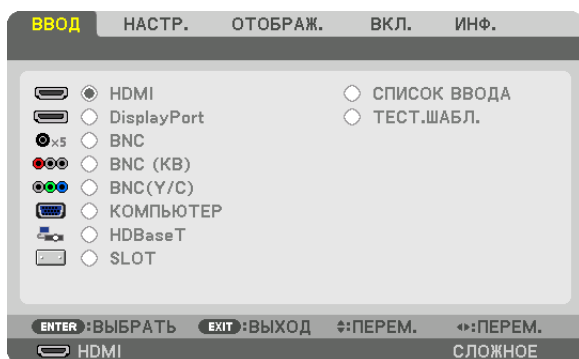 ВВОД НАСТР. ОТОБРАЖ. ВКЛ. ИНФ.
HDMI СПИСОК ВВОДА
DisplayPort ТЕСТ.ШАБЛ.
×5 BNC
BNC (КВ)
BNC(Y/C)
КОМПЬЮТЕР
HDBaseT
SLOT
ENTER :ВЫБРАТЬ EXIT :ВЫХОД :ПЕРЕМ. :ПЕРЕМ.
HDMI СЛОЖНОЕ